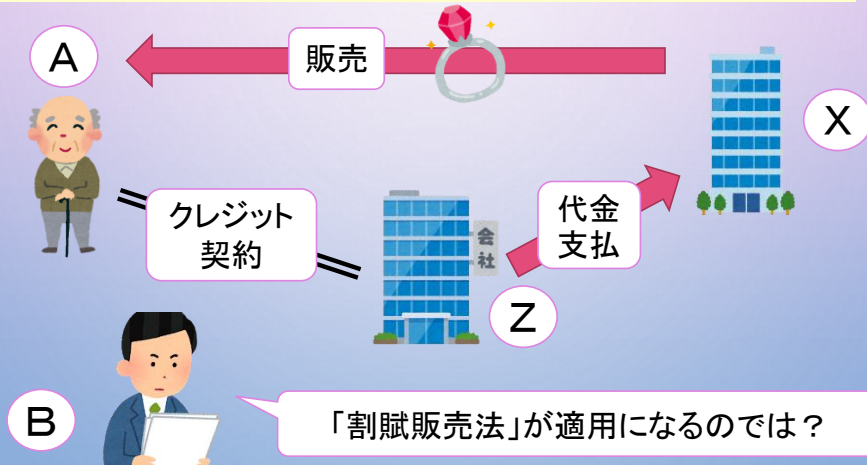 A
販売
X
クレジット
契約
会
社
代金
支払
Z
B
「割賦販売法」が適用になるのでは？